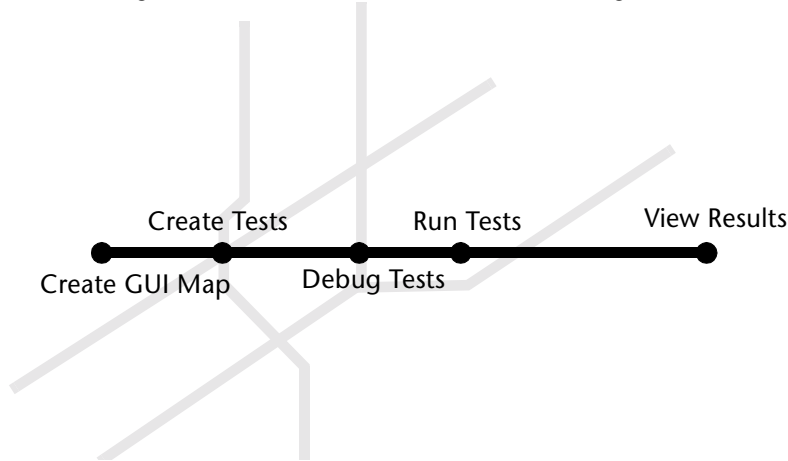 Create Tests
Run Tests
View Results
Create GUI Map
Debug Tests